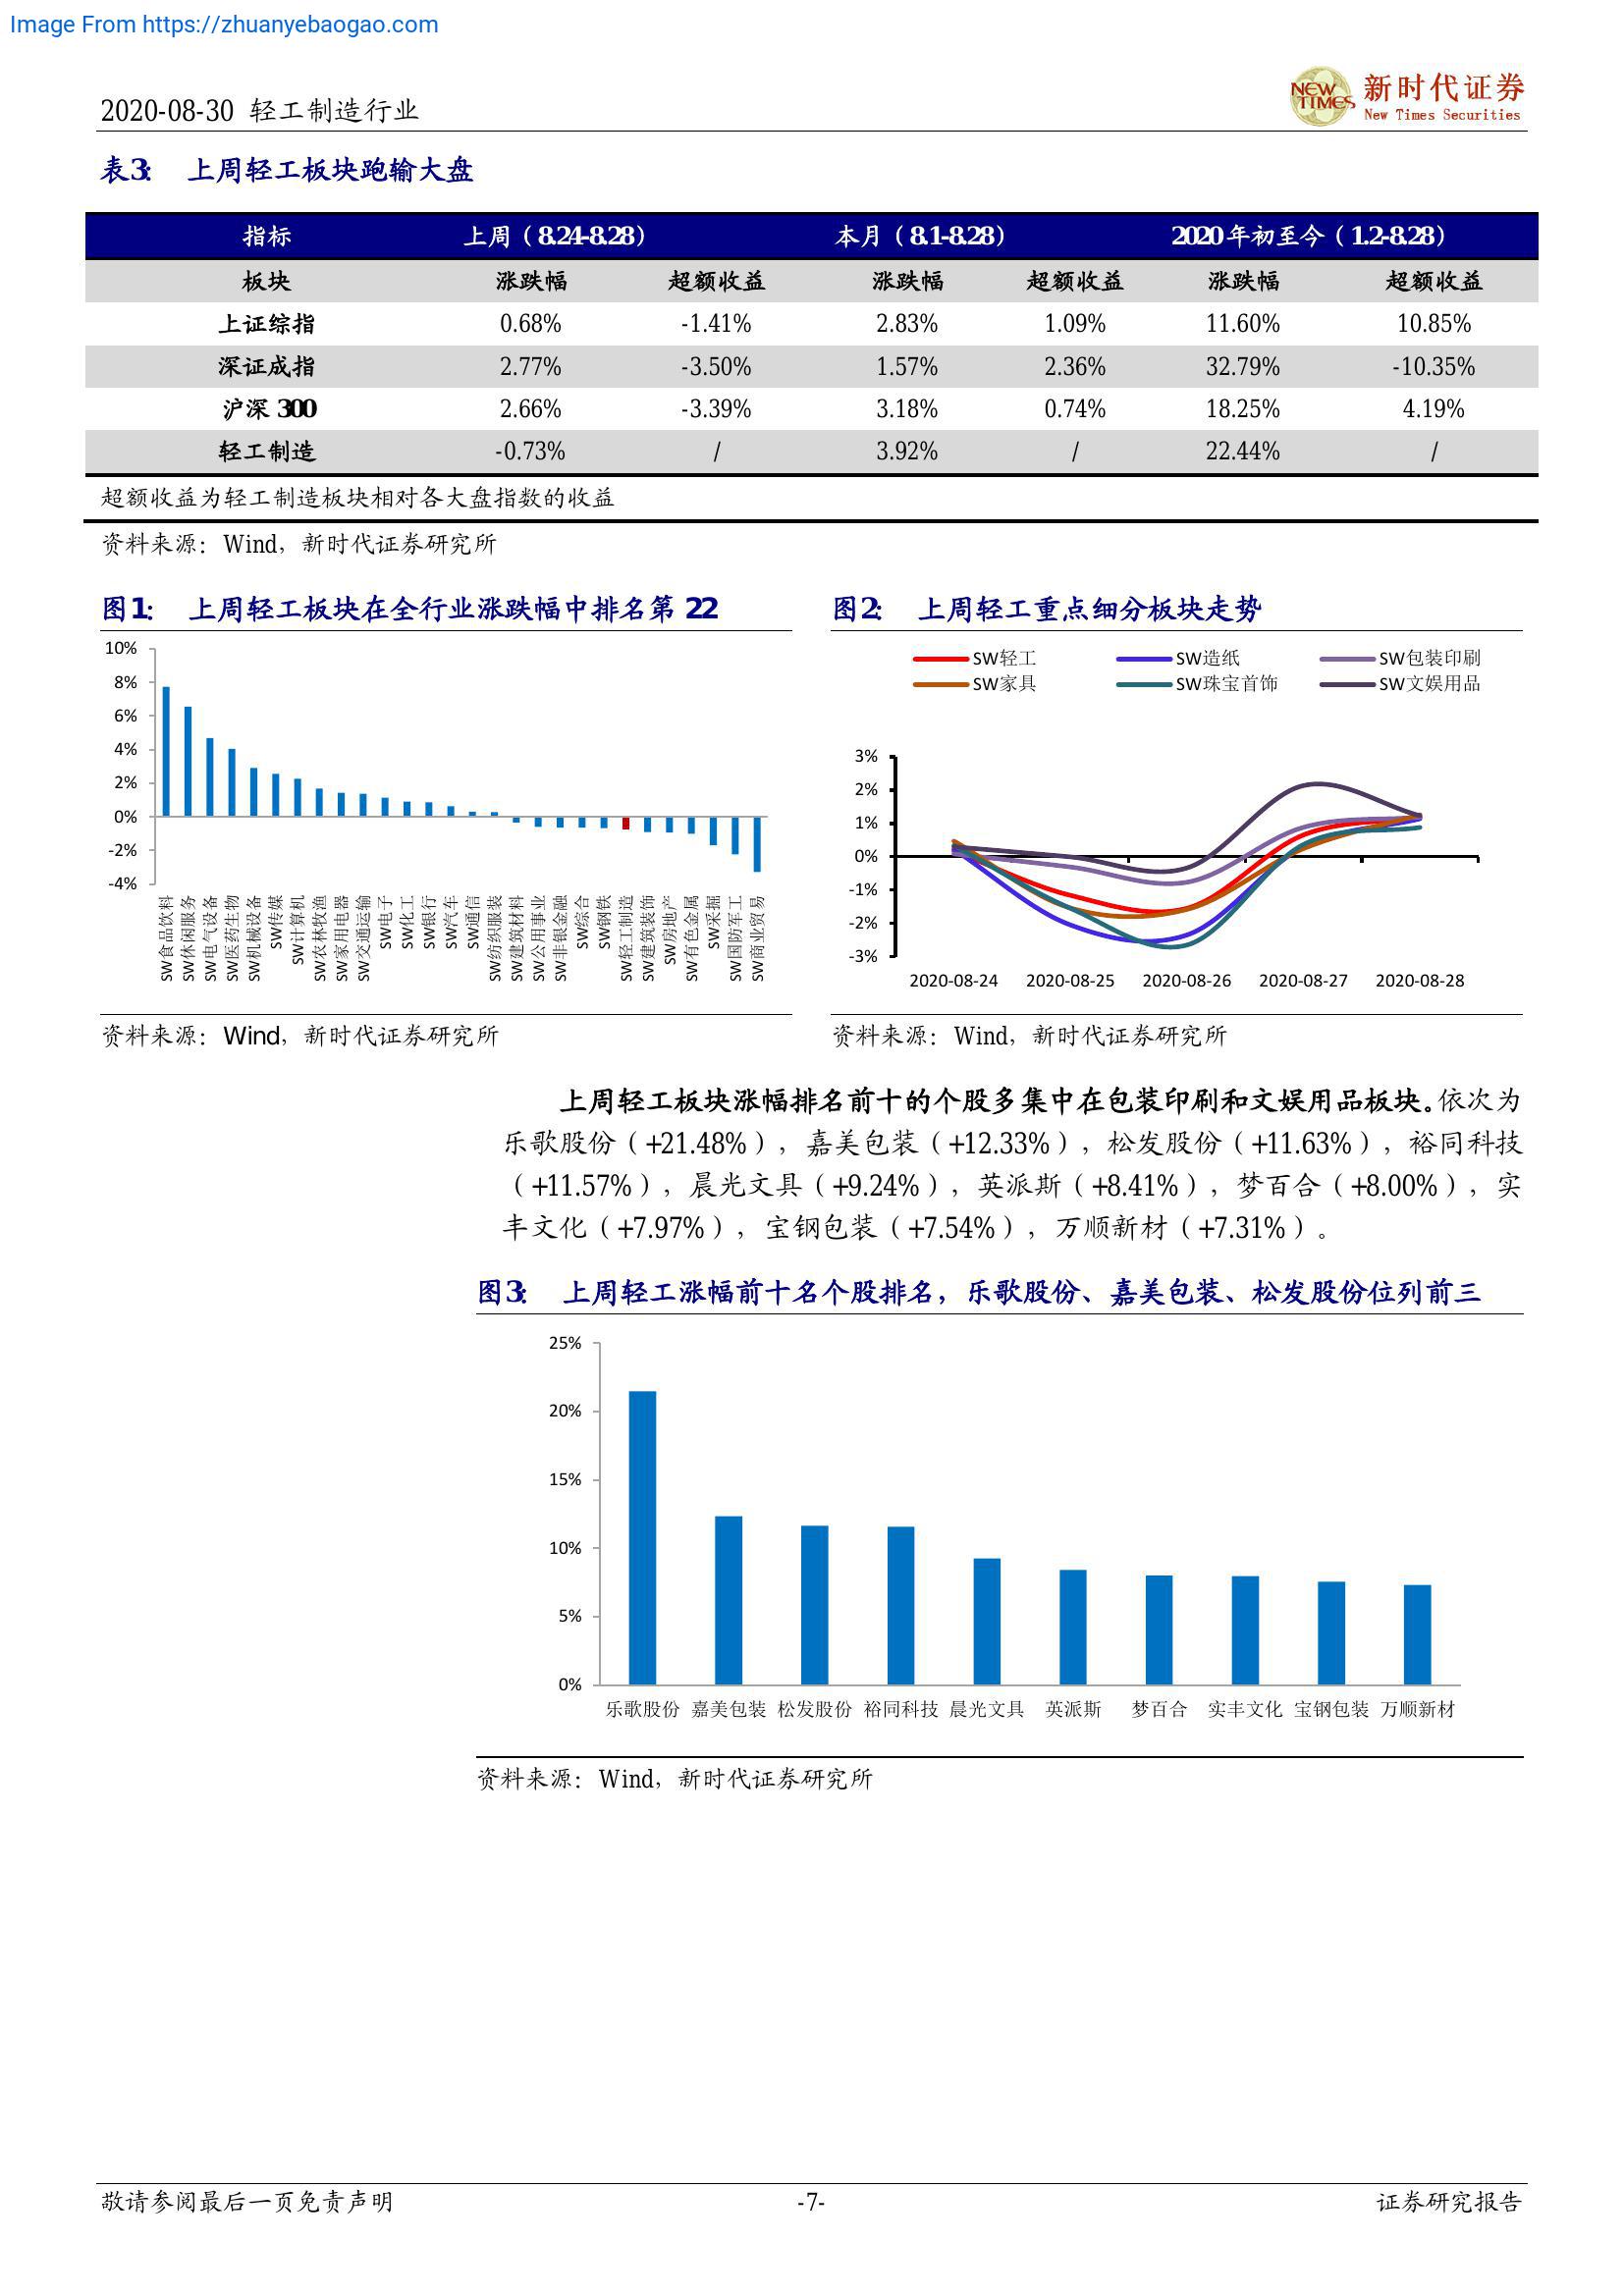 Image From https://zhuanyebaogao.com
2020-08-30 轻工制造行业
NEW TIMES 新时代证券
New Times Securities
表3: 上周轻工板块跑输大盘
指标 上周（8.24-8.28） 本月（8.1-8.28） 2020年初至今（1.2-8.28）
板块 涨跌幅 超额收益 涨跌幅 超额收益 涨跌幅 超额收益
上证综指 0.68% -1.41% 2.83% 1.09% 11.60% 10.85%
深证成指 2.77% -3.50% 1.57% 2.36% 32.79% -10.35%
沪深300 2.66% -3.39% 3.18% 0.74% 18.25% 4.19%
轻工制造 -0.73% / 3.92% / 22.44% /
超额收益为轻工制造板块相对各大盘指数的收益
资料来源：Wind，新时代证券研究所
图1: 上周轻工板块在全行业涨跌幅中排名第 22
10%
8%
6%
4%
2%
0%
-2%
-4%
SW食品饮料
SW休闲服务
SW电气设备
SW医药生物
SW机械设备
SW传媒
SW计算机
SW农林牧渔
SW家用电器
SW交通运输
SW电子
SW化工
SW银行
SW汽车
SW通信
SW纺织服装
SW建筑材料
SW公用事业
SW非银金融
SW综合
SW钢铁
SW轻工制造
SW建筑装饰
SW房地产
SW有色金属
SW采掘
SW国防军工
SW商业贸易
资料来源：Wind，新时代证券研究所
图2: 上周轻工重点细分板块走势
SW轻工 SW造纸 SW包装印刷
SW家具 SW珠宝首饰 SW文娱用品
3%
2%
1%
0%
-1%
-2%
-3%
2020-08-24 2020-08-25 2020-08-26 2020-08-27 2020-08-28
资料来源：Wind，新时代证券研究所
上周轻工板块涨幅排名前十的个股多集中在包装印刷和文娱用品板块。依次为
乐歌股份（+21.48%），嘉美包装（+12.33%），松发股份（+11.63%），裕同科技
（+11.57%），晨光文具（+9.24%），英派斯（+8.41%），梦百合（+8.00%），实
丰文化（+7.97%），宝钢包装（+7.54%），万顺新材（+7.31%）。
图3: 上周轻工涨幅前十名个股排名，乐歌股份、嘉美包装、松发股份位列前三
25%
20%
15%
10%
5%
0%
乐歌股份 嘉美包装 松发股份 裕同科技 晨光文具 英派斯 梦百合 实丰文化 宝钢包装 万顺新材
资料来源：Wind，新时代证券研究所
敬请参阅最后一页免责声明 -7- 证券研究报告